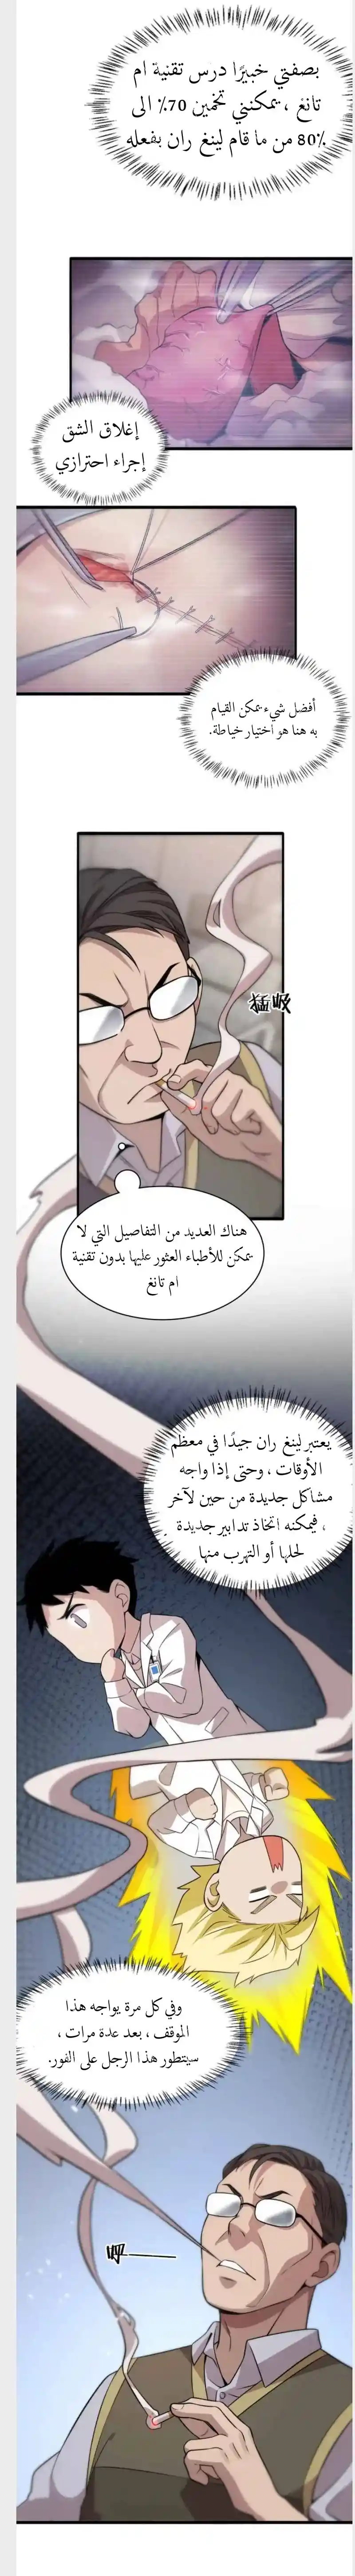 بصفتي خبيرًا درس تقنية ام
تانغ ، يمكنني تخمين 70٪ الى
80٪ من ما قام لينغ ران بفعله
إغلاق الشق
إجراء احترازي
أفضل شيء يمكن القيام
به هنا هو اختيار خياطة.
猛吸
هناك العديد من التفاصيل التي لا
يمكن للأطباء العثور عليها بدون تقنية
ام تانغ
يعتبر لينغ ران جيدًا في معظم
الأوقات ، وحتى إذا واجه
مشاكل جديدة من حين لآخر
، فيمكنه اتخاذ تدابير جديدة
لحلها أو التهرب منها
وفي كل مرة يواجه هذا
الموقف ، بعد عدة مرات ،
سيتطور هذا الرجل على الفور.
呼